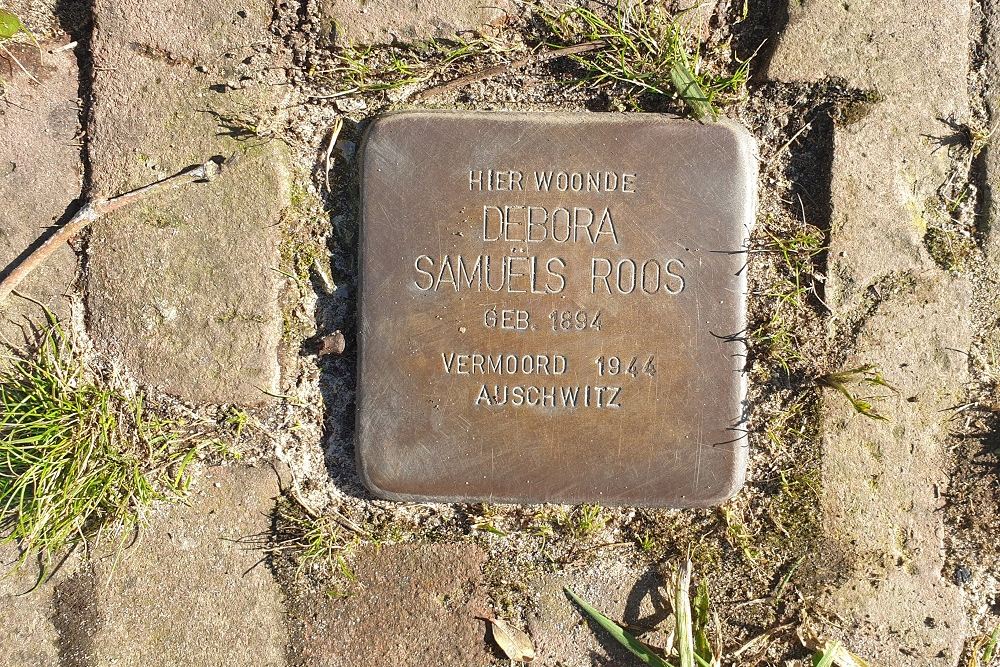 HIER WOONDE
DEBORA
SAMUËLS ROOS
GEB. 1894
VERMOORD 1944
AUSCHWITZ